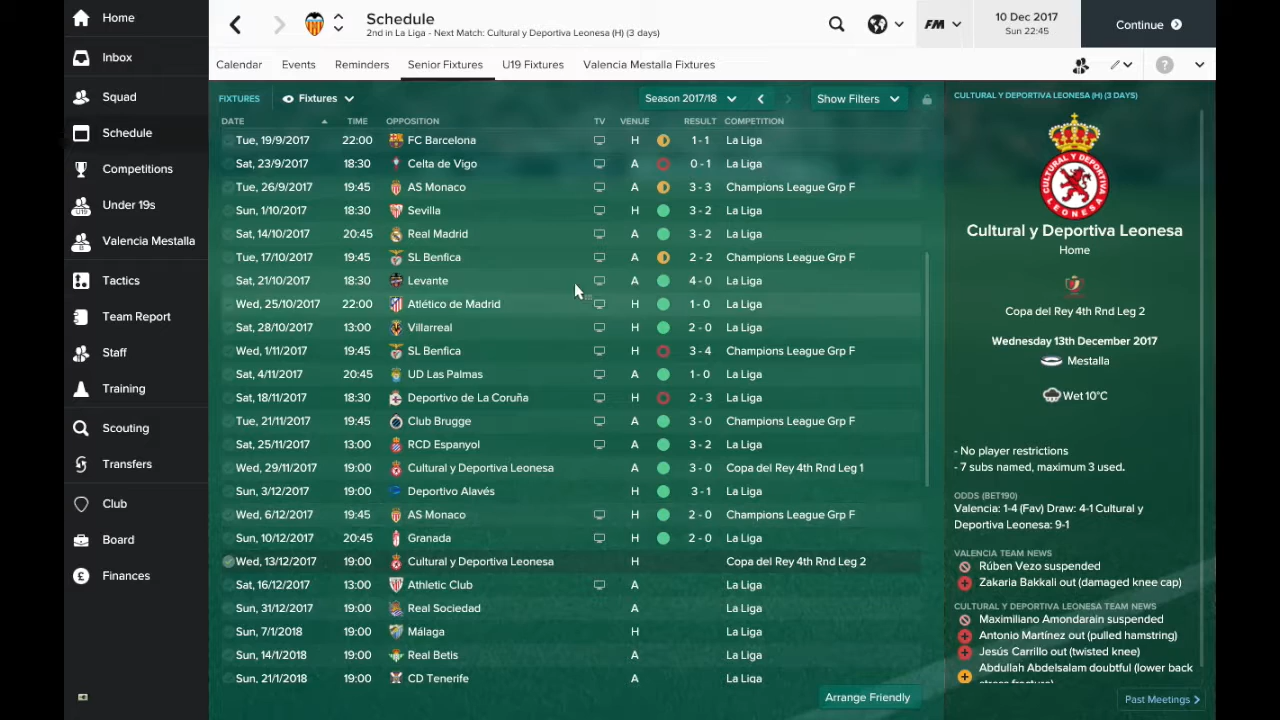 Home
Inbox
Squad
Schedule
Competitions
Under 19s
Valencia Mestalla
Tactics
Team Report
Staff
Training
Scouting
Transfers
Club
Board
Finances
Schedule
2nd in La Liga - Next Match: Cultural y Deportiva Leonesa (H) (3 days)
FM
10 Dec 2017
Sun 22:45
Continue
Calendar Events Reminders Senior Fixtures U19 Fixtures Valencia Mestalla Fixtures
FIXTURES Fixtures Season 2017/18 Show Filters
DATE TIME OPPOSITION TV VENUE RESULT COMPETITION
Tue, 19/9/2017 22:00 FC Barcelona H 1 - 1 La Liga
Sat, 23/9/2017 18:30 Celta de Vigo A 0 - 1 La Liga
Tue, 26/9/2017 19:45 AS Monaco A 3 - 3 Champions League Grp F
Sun, 1/10/2017 18:30 Sevilla H 3 - 2 La Liga
Sat, 14/10/2017 20:45 Real Madrid A 3 - 2 La Liga
Tue, 17/10/2017 19:45 SL Benfica A 2 - 2 Champions League Grp F
Sat, 21/10/2017 18:30 Levante A 4 - 0 La Liga
Wed, 25/10/2017 22:00 Atlético de Madrid H 1 - 0 La Liga
Sat, 28/10/2017 13:00 Villarreal H 2 - 0 La Liga
Wed, 1/11/2017 19:45 SL Benfica H 3 - 4 Champions League Grp F
Sat, 4/11/2017 20:45 UD Las Palmas A 1 - 0 La Liga
Sat, 18/11/2017 18:30 Deportivo de La Coruña H 2 - 3 La Liga
Tue, 21/11/2017 19:45 Club Brugge A 3 - 0 Champions League Grp F
Sat, 25/11/2017 13:00 RCD Espanyol A 3 - 2 La Liga
Wed, 29/11/2017 19:00 Cultural y Deportiva Leonesa A 3 - 0 Copa del Rey 4th Rnd Leg 1
Sun, 3/12/2017 19:00 Deportivo Alavés H 3 - 1 La Liga
Wed, 6/12/2017 19:45 AS Monaco H 2 - 0 Champions League Grp F
Sun, 10/12/2017 20:45 Granada H 2 - 0 La Liga
Wed, 13/12/2017 19:00 Cultural y Deportiva Leonesa H Copa del Rey 4th Rnd Leg 2
Sat, 16/12/2017 13:00 Athletic Club A La Liga
Sun, 31/12/2017 19:00 Real Sociedad A La Liga
Sun, 7/1/2018 19:00 Málaga H La Liga
Sun, 14/1/2018 19:00 Real Betis A La Liga
Sun, 21/1/2018 19:00 CD Tenerife A La Liga
Arrange Friendly
CULTURAL Y DEPORTIVA LEONESA (H) (3 DAYS)
Cultural y Deportiva Leonesa
Home
Copa del Rey 4th Rnd Leg 2
Wednesday 13th December 2017
Mestalla
Wet 10°C
- No player restrictions
- 7 subs named, maximum 3 used.
ODDS (BET190)
Valencia: 1-4 (Fav) Draw: 4-1 Cultural y
Deportiva Leonesa: 9-1
VALENCIA TEAM NEWS
Rúben Vezo suspended
Zakaria Bakkali out (damaged knee cap)
CULTURAL Y DEPORTIVA LEONESA TEAM NEWS
Maximiliano Amondarain suspended
Antonio Martínez out (pulled hamstring)
Jesús Carrillo out (twisted knee)
Abdullah Abdelsalam doubtful (lower back
stress fracture)
Past Meetings